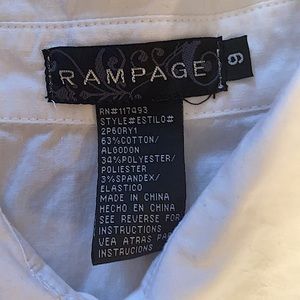 RAMPAGE
9
RN#117493
STYLE#ESTILO#
2P60RY1
63%COTTON/
ALGODON
34%POLYESTER/
POLIESTER
3%SPANDEX/
ELASTICO
MADE IN CHINA
HECHO EN CHINA
SEE REVERSE FOR
INSTRUCTIONS
VEA ATRAS PAR
INSTRUCIONS